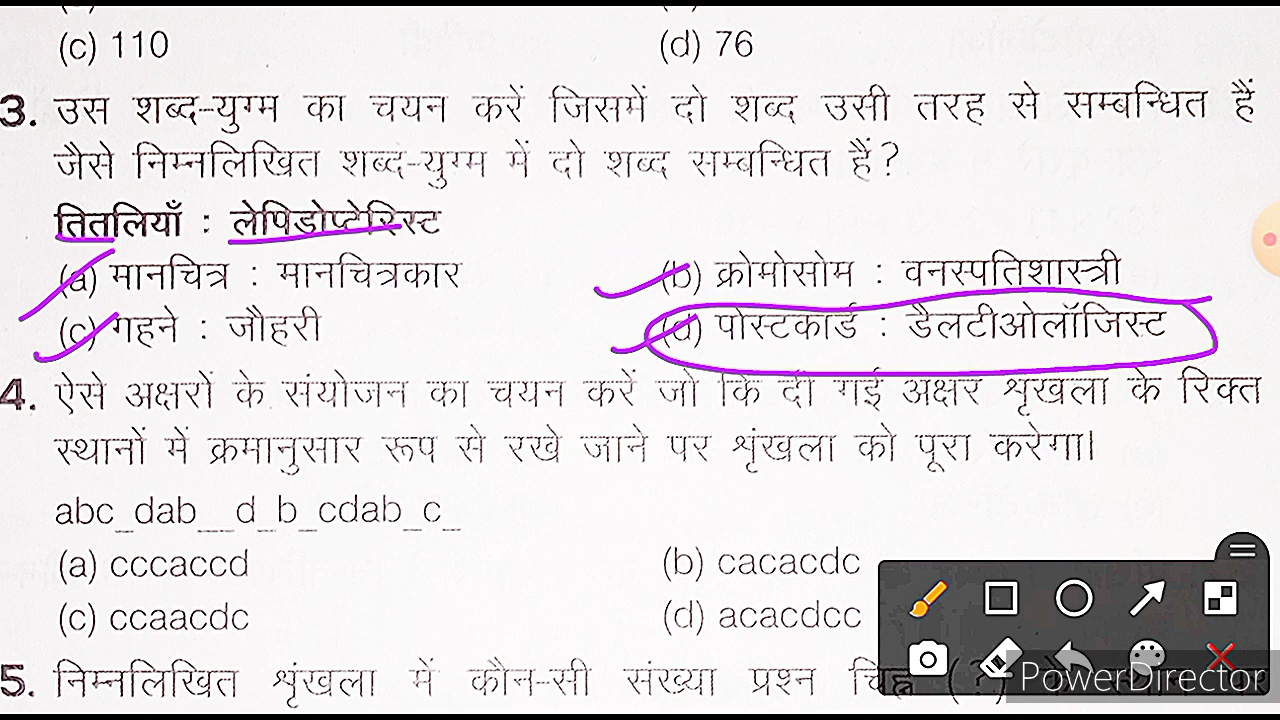 (c) 110 (d) 76
3. उस शब्द-युग्म का चयन करें जिसमें दो शब्द उसी तरह से सम्बन्धित हैं
जैसे निम्नलिखित शब्द-युग्म में दो शब्द सम्बन्धित हैं?
तितलियाँ : लेपिडोप्टेरिस्ट
(a) मानचित्र : मानचित्रकार (b) क्रोमोसोम : वनस्पतिशास्त्री
(c) गहने : जौहरी (d) पोस्टकार्ड : डैलटीओलॉजिस्ट
4. ऐसे अक्षरों के संयोजन का चयन करें जो कि दी गई अक्षर शृखला के रिक्त
स्थानों में क्रमानुसार रूप से रखे जाने पर शृंखला को पूरा करेगा।
abc_dab__d_b_cdab_c_
(a) cccaccd (b) cacacdc
(c) ccaacdc (d) acacdcc
5. निम्नलिखित शृंखला में कौन-सी संख्या प्रश्न चिह्न (?)
PowerDirector